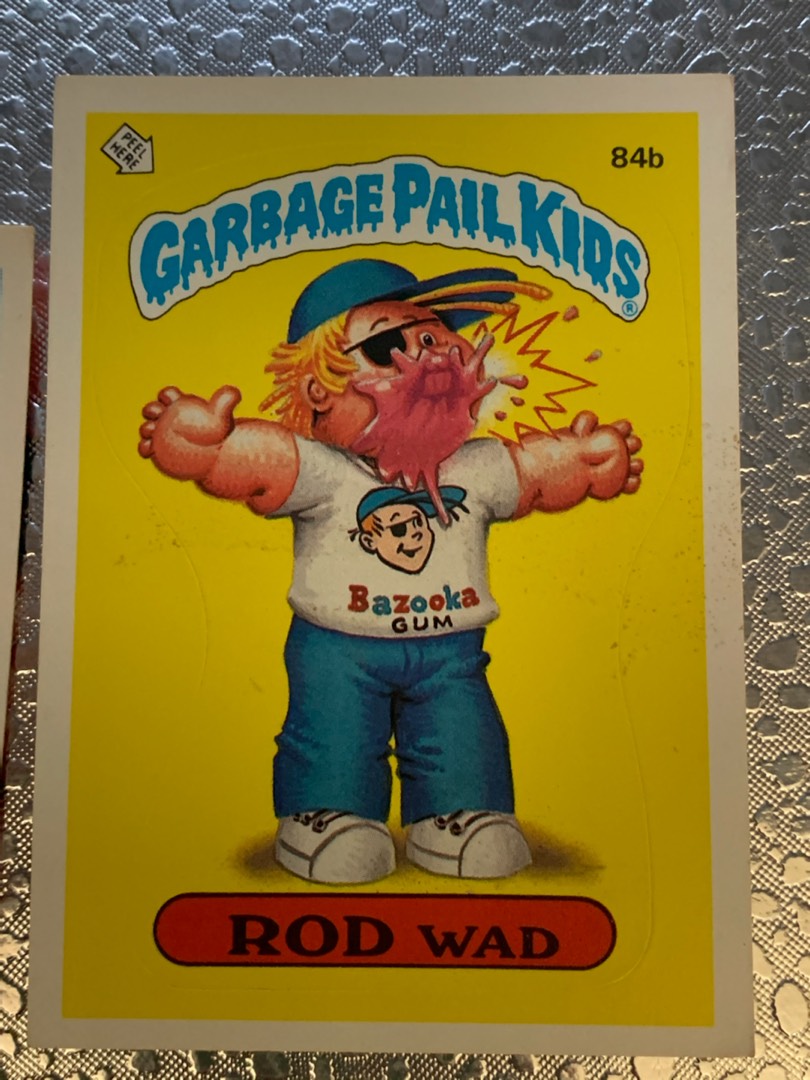 PEEL
HERE
84b
GARBAGE PAIL KIDS
®
Bazooka
GUM
ROD WAD